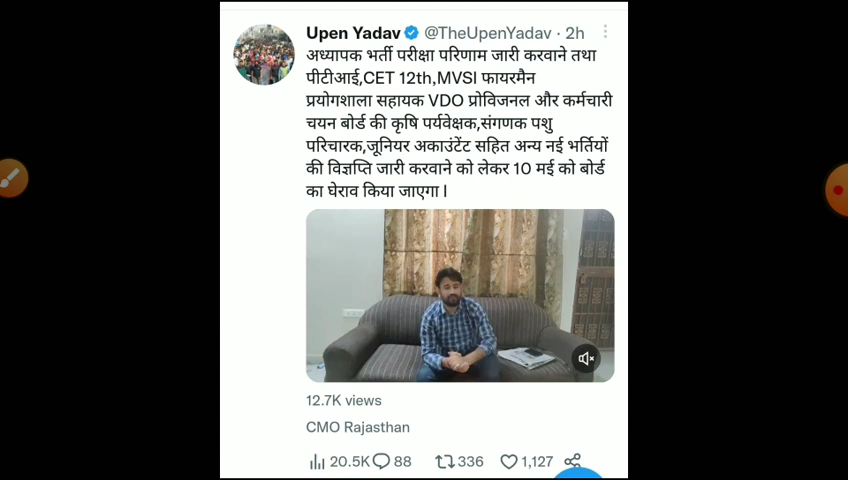 Upen Yadav @TheUpenYadav · 2h
अध्यापक भर्ती परीक्षा परिणाम जारी करवाने तथा
पीटीआई,CET 12th,MVSI फायरमैन
प्रयोगशाला सहायक VDO प्रोविजनल और कर्मचारी
चयन बोर्ड की कृषि पर्यवेक्षक,संगणक पशु
परिचारक,जूनियर अकाउंटेंट सहित अन्य नई भर्तियों
की विज्ञप्ति जारी करवाने को लेकर 10 मई को बोर्ड
का घेराव किया जाएगा l
12.7K views
CMO Rajasthan
20.5K 88 336 1,127